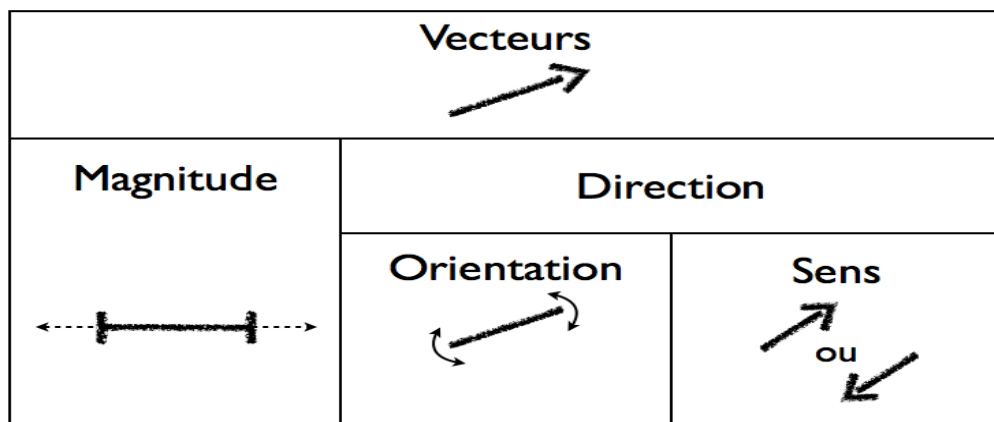 Vecteurs
Magnitude
Direction
Orientation
Sens
ou